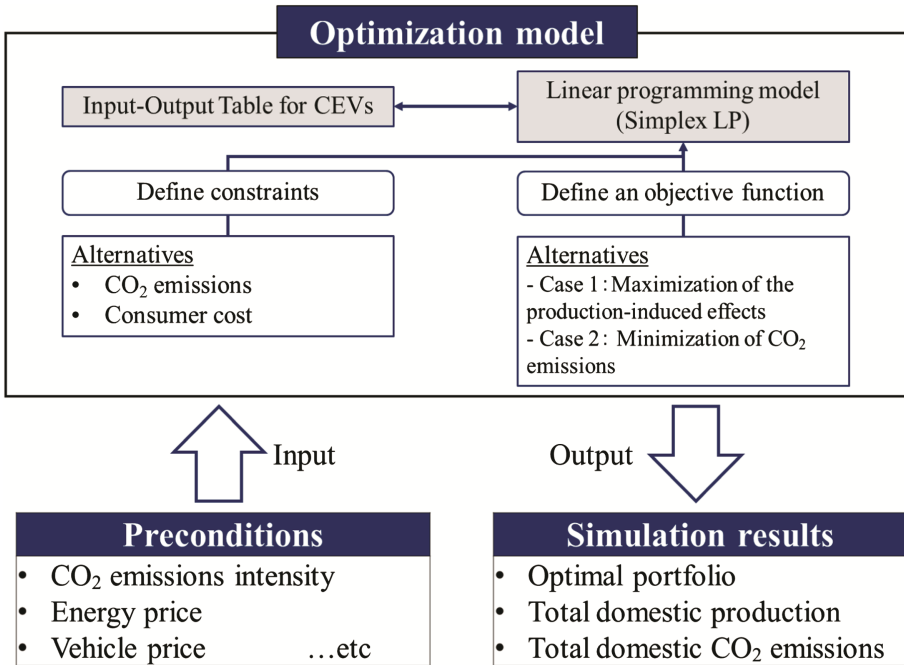 Optimization model
Input-Output Table for CEVs
Linear programming model
(Simplex LP)
Define constraints
Define an objective function
Alternatives
• CO₂ emissions
• Consumer cost
Alternatives
- Case 1：Maximization of the
production-induced effects
- Case 2：Minimization of CO₂
emissions
Input
Output
Preconditions
• CO₂ emissions intensity
• Energy price
• Vehicle price …etc
Simulation results
• Optimal portfolio
• Total domestic production
• Total domestic CO₂ emissions